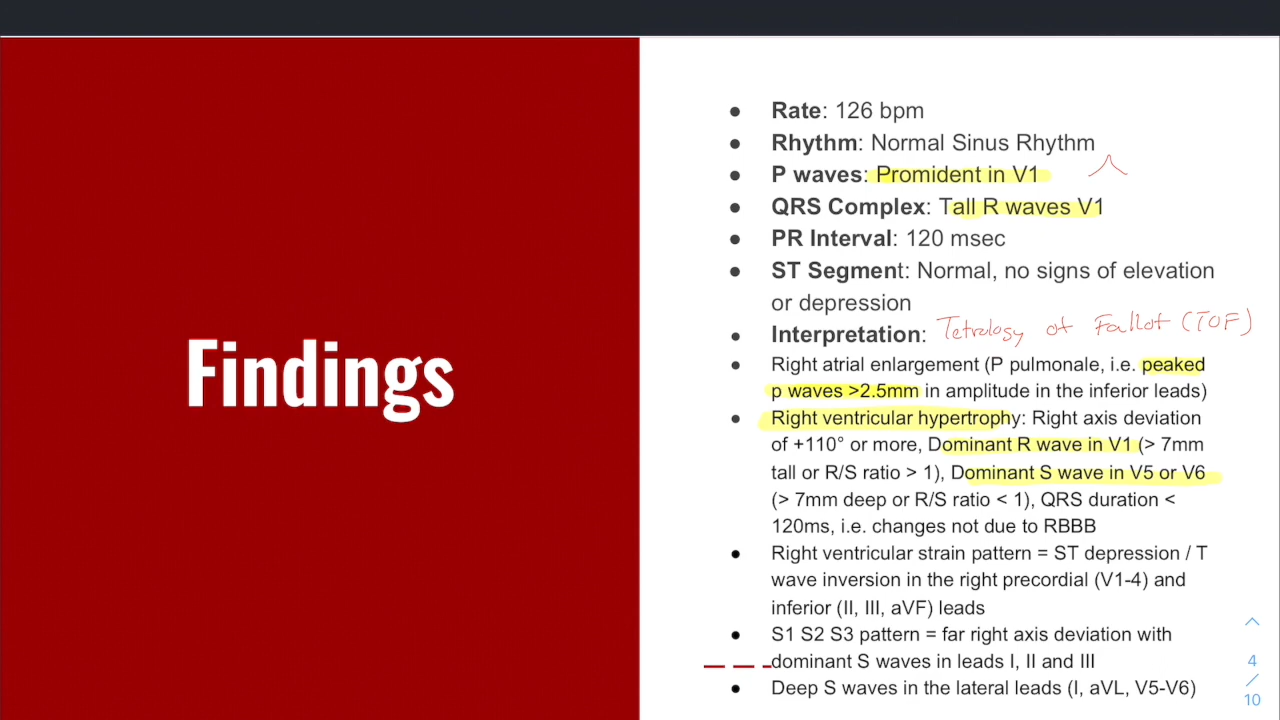 Findings
● Rate: 126 bpm
● Rhythm: Normal Sinus Rhythm
● P waves: Promident in V1
● QRS Complex: Tall R waves V1
● PR Interval: 120 msec
● ST Segment: Normal, no signs of elevation
or depression
● Interpretation: Tetrology of Fallot (TOF)
● Right atrial enlargement (P pulmonale, i.e. peaked
p waves >2.5mm in amplitude in the inferior leads)
● Right ventricular hypertrophy: Right axis deviation
of +110° or more, Dominant R wave in V1 (> 7mm
tall or R/S ratio > 1), Dominant S wave in V5 or V6
(> 7mm deep or R/S ratio < 1), QRS duration <
120ms, i.e. changes not due to RBBB
● Right ventricular strain pattern = ST depression / T
wave inversion in the right precordial (V1-4) and
inferior (II, III, aVF) leads
● S1 S2 S3 pattern = far right axis deviation with
dominant S waves in leads I, II and III
● Deep S waves in the lateral leads (I, aVL, V5-V6)
4
/
10